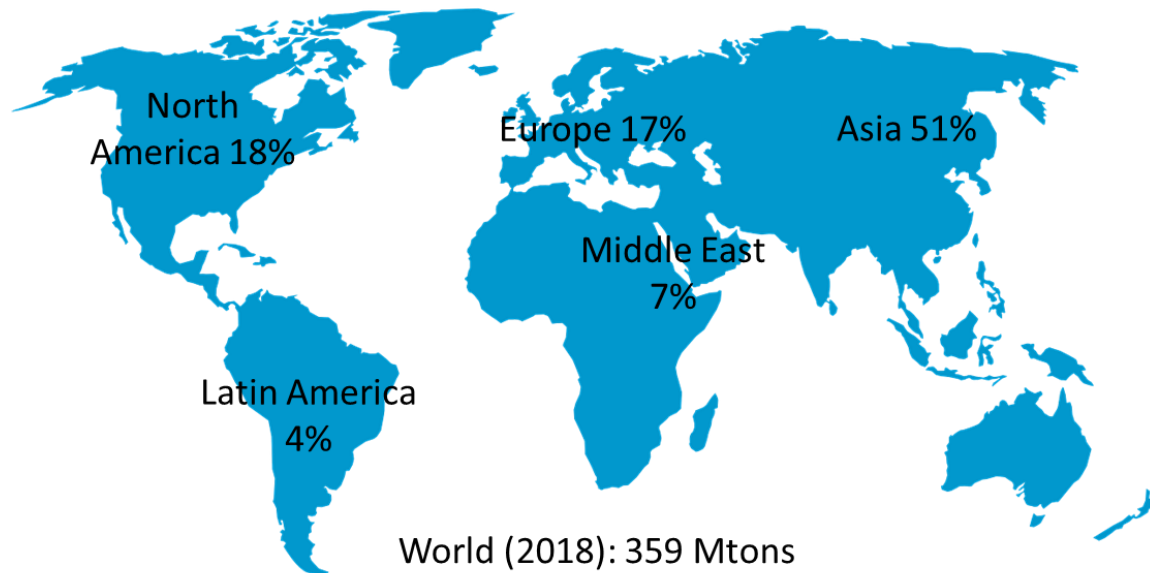 North
America 18%
Europe 17%
Asia 51%
Middle East
7%
Latin America
4%
World (2018): 359 Mtons